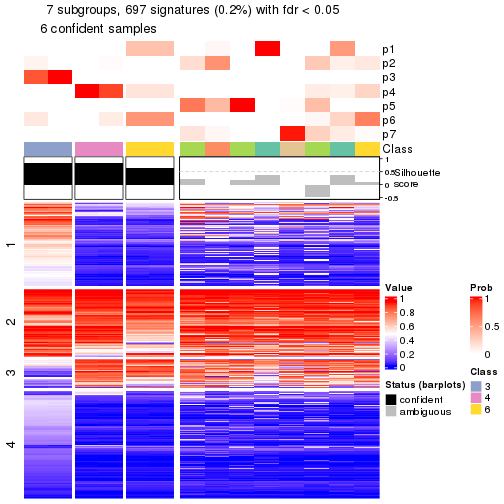 7 subgroups, 697 signatures (0.2%) with fdr < 0.05
6 confident samples
p1
p2
p3
p4
p5
p6
p7
Class
1
0.5
0
-0.5
Silhouette
score
1
2
3
4
Value
1
0.8
0.6
0.4
0.2
0
Prob
1
0.5
0
Status (barplots)
confident
ambiguous
Class
3
4
6